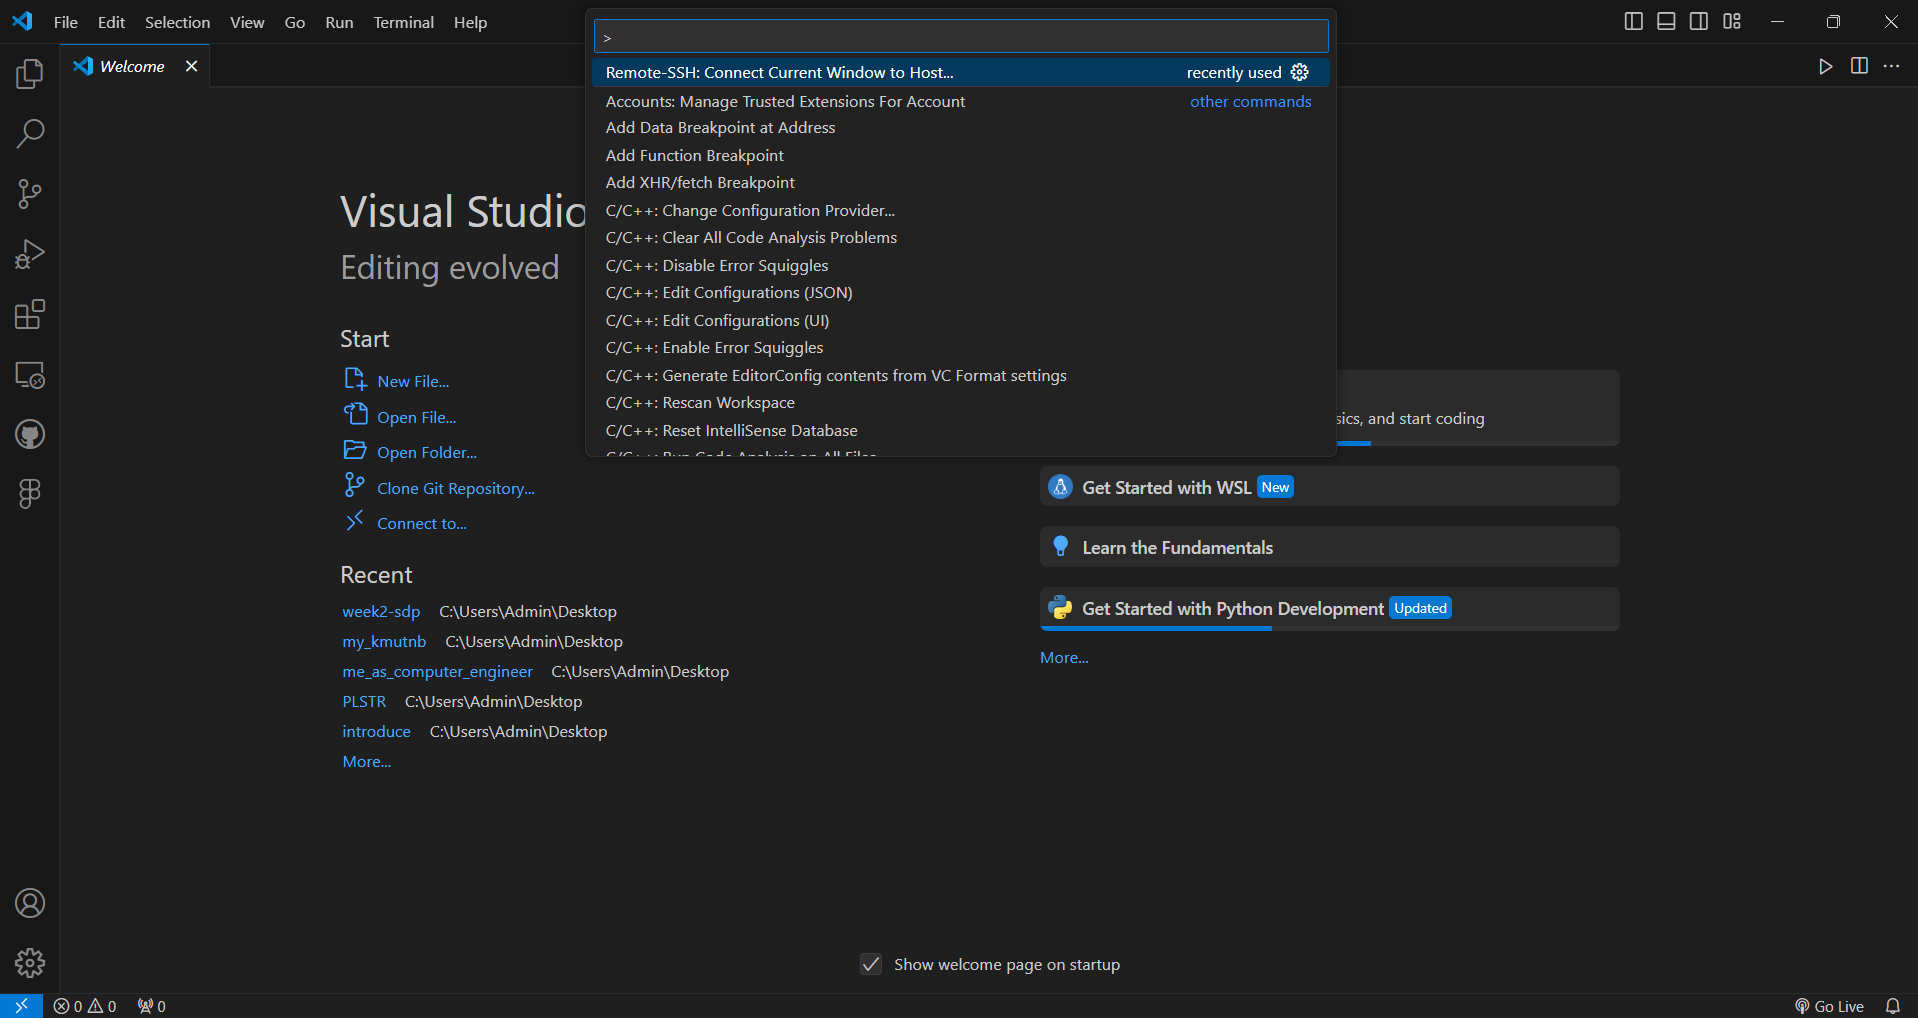 File Edit Selection View Go Run Terminal Help
>
Welcome
Remote-SSH: Connect Current Window to Host... recently used
Accounts: Manage Trusted Extensions For Account other commands
Add Data Breakpoint at Address
Add Function Breakpoint
Add XHR/fetch Breakpoint
C/C++: Change Configuration Provider...
C/C++: Clear All Code Analysis Problems
C/C++: Disable Error Squiggles
C/C++: Edit Configurations (JSON)
C/C++: Edit Configurations (UI)
C/C++: Enable Error Squiggles
C/C++: Generate EditorConfig contents from VC Format settings
C/C++: Rescan Workspace
C/C++: Reset IntelliSense Database
C/C++: Run Code Analysis on All Files
Visual Studio
Editing evolved
Start
New File...
Open File...
Open Folder...
Clone Git Repository...
Connect to...
Recent
week2-sdp C:\Users\Admin\Desktop
my_kmutnb C:\Users\Admin\Desktop
me_as_computer_engineer C:\Users\Admin\Desktop
PLSTR C:\Users\Admin\Desktop
introduce C:\Users\Admin\Desktop
More...
sics, and start coding
Get Started with WSL New
Learn the Fundamentals
Get Started with Python Development Updated
More...
Show welcome page on startup
0 0 0
Go Live